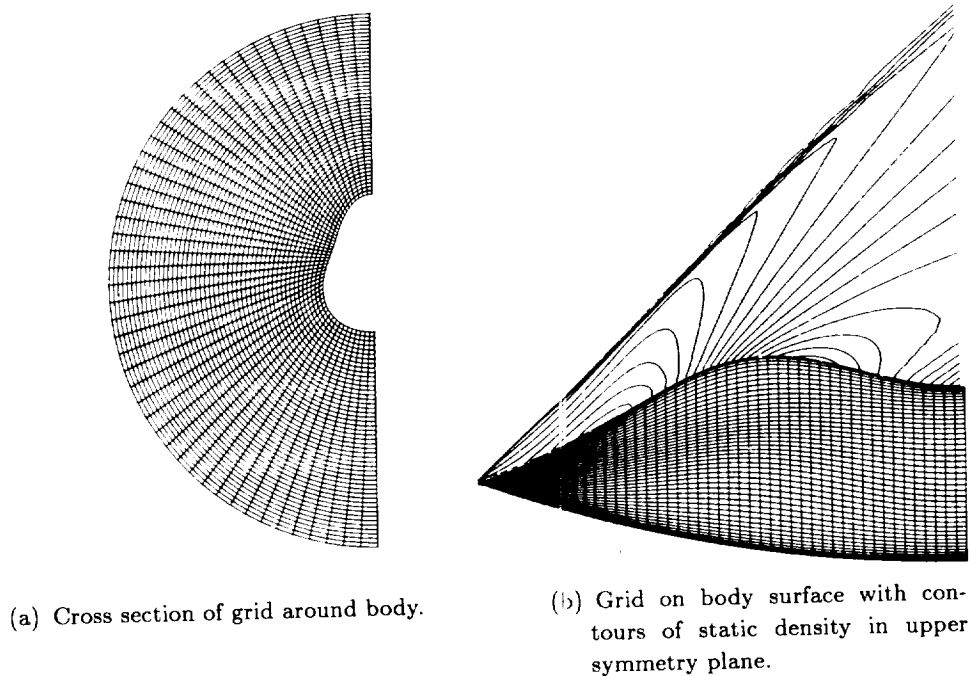 (a) Cross section of grid around body.
(b) Grid on body surface with con-
tours of static density in upper
symmetry plane.